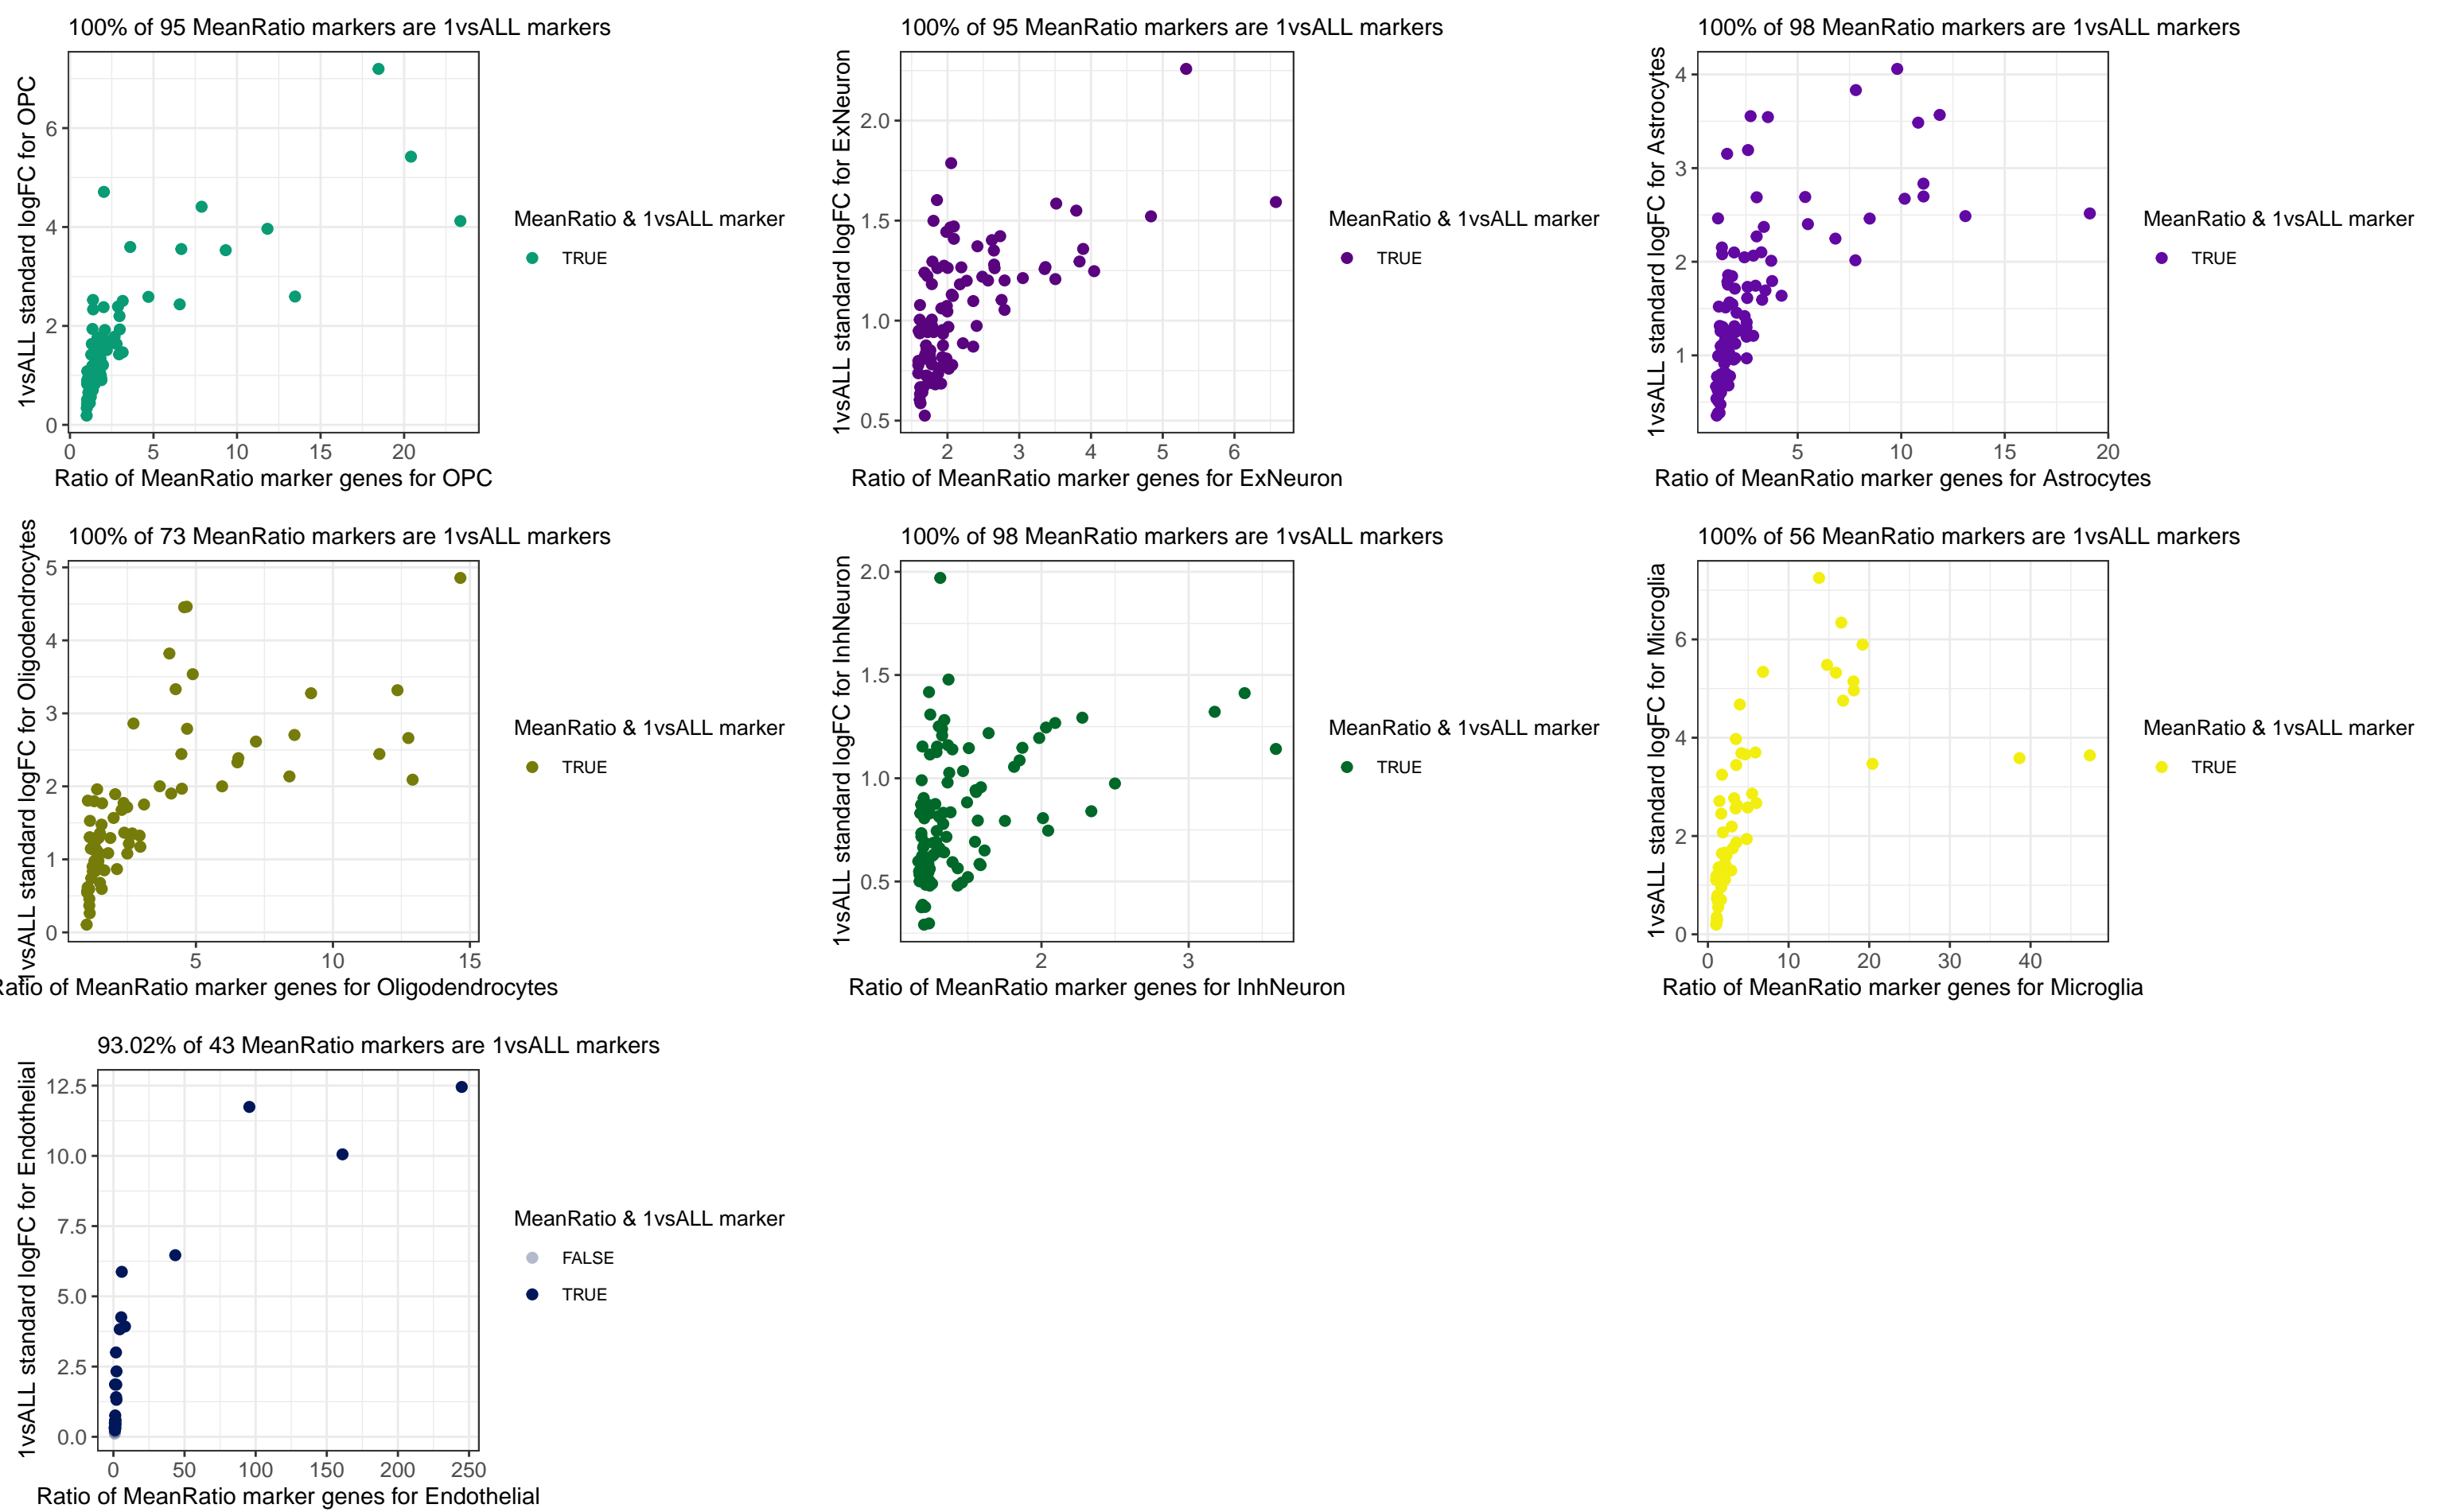 100% of 95 MeanRatio markers are 1vsALL markers
1vsALL standard logFC for OPC
6
4
2
0
0 5 10 15 20
Ratio of MeanRatio marker genes for OPC
MeanRatio & 1vsALL marker
TRUE
100% of 95 MeanRatio markers are 1vsALL markers
1vsALL standard logFC for ExNeuron
2.0
1.5
1.0
0.5
2 3 4 5 6
Ratio of MeanRatio marker genes for ExNeuron
MeanRatio & 1vsALL marker
TRUE
100% of 98 MeanRatio markers are 1vsALL markers
1vsALL standard logFC for Astrocytes
4
3
2
1
5 10 15 20
Ratio of MeanRatio marker genes for Astrocytes
MeanRatio & 1vsALL marker
TRUE
100% of 73 MeanRatio markers are 1vsALL markers
1vsALL standard logFC for Oligodendrocytes
5
4
3
2
1
0
5 10 15
Ratio of MeanRatio marker genes for Oligodendrocytes
MeanRatio & 1vsALL marker
TRUE
100% of 98 MeanRatio markers are 1vsALL markers
1vsALL standard logFC for InhNeuron
2.0
1.5
1.0
0.5
2 3
Ratio of MeanRatio marker genes for InhNeuron
MeanRatio & 1vsALL marker
TRUE
100% of 56 MeanRatio markers are 1vsALL markers
1vsALL standard logFC for Microglia
6
4
2
0
0 10 20 30 40
Ratio of MeanRatio marker genes for Microglia
MeanRatio & 1vsALL marker
TRUE
93.02% of 43 MeanRatio markers are 1vsALL markers
1vsALL standard logFC for Endothelial
12.5
10.0
7.5
5.0
2.5
0.0
0 50 100 150 200 250
Ratio of MeanRatio marker genes for Endothelial
MeanRatio & 1vsALL marker
FALSE
TRUE